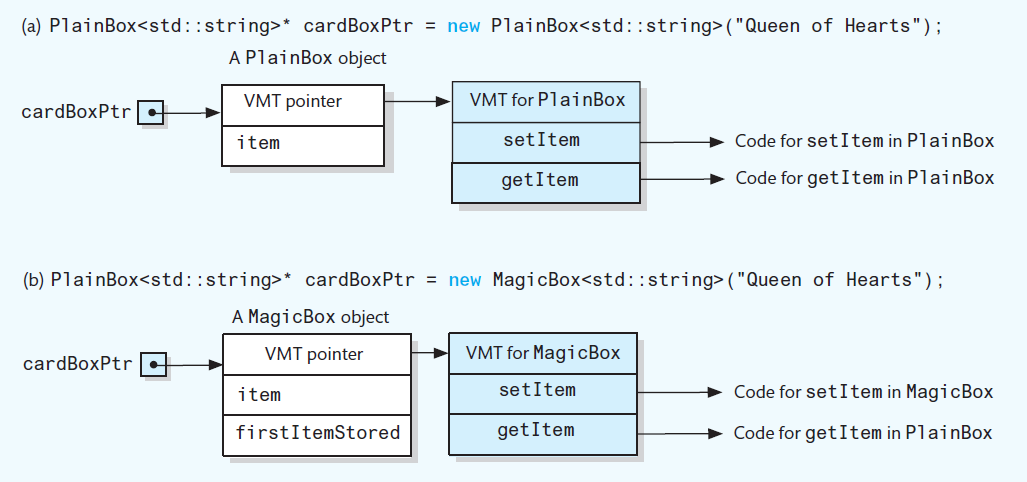 (a) PlainBox<std::string>* cardBoxPtr = new PlainBox<std::string>("Queen of Hearts");
A PlainBox object
cardBoxPtr
VMT pointer
item
VMT for PlainBox
setItem
getItem
Code for setItem in PlainBox
Code for getItem in PlainBox
(b) PlainBox<std::string>* cardBoxPtr = new MagicBox<std::string>("Queen of Hearts");
A MagicBox object
cardBoxPtr
VMT pointer
item
firstItemStored
VMT for MagicBox
setItem
getItem
Code for setItem in MagicBox
Code for getItem in PlainBox